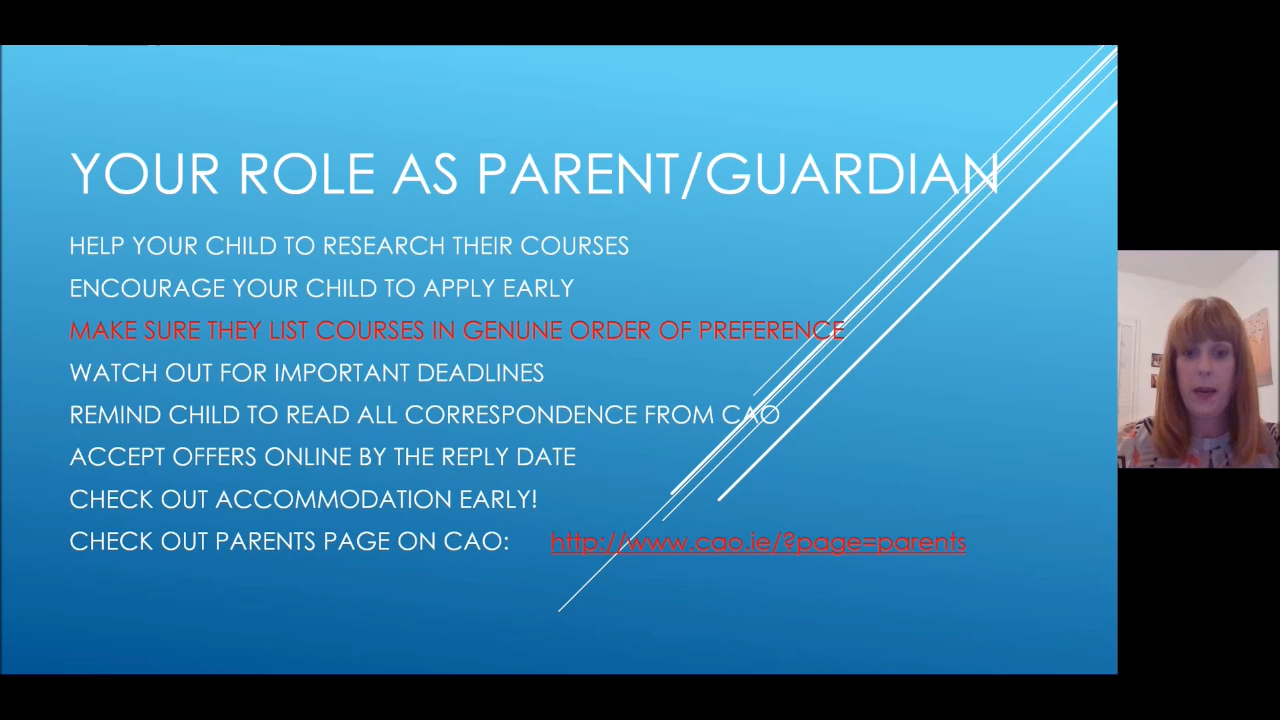 YOUR ROLE AS PARENT/GUARDIAN
HELP YOUR CHILD TO RESEARCH THEIR COURSES
ENCOURAGE YOUR CHILD TO APPLY EARLY
MAKE SURE THEY LIST COURSES IN GENUNE ORDER OF PREFERENCE
WATCH OUT FOR IMPORTANT DEADLINES
REMIND CHILD TO READ ALL CORRESPONDENCE FROM CAO
ACCEPT OFFERS ONLINE BY THE REPLY DATE
CHECK OUT ACCOMMODATION EARLY!
CHECK OUT PARENTS PAGE ON CAO: http://www.cao.ie/?page=parents